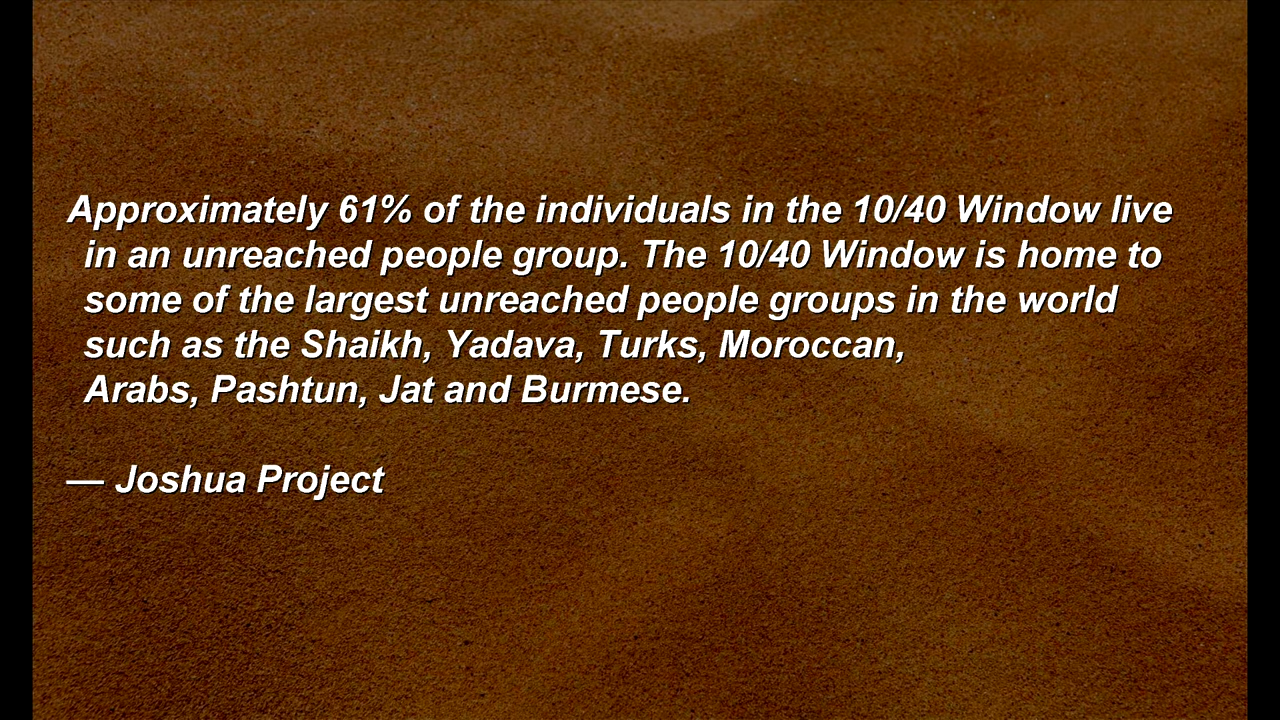 Approximately 61% of the individuals in the 10/40 Window live
in an unreached people group. The 10/40 Window is home to
some of the largest unreached people groups in the world
such as the Shaikh, Yadava, Turks, Moroccan,
Arabs, Pashtun, Jat and Burmese.
— Joshua Project